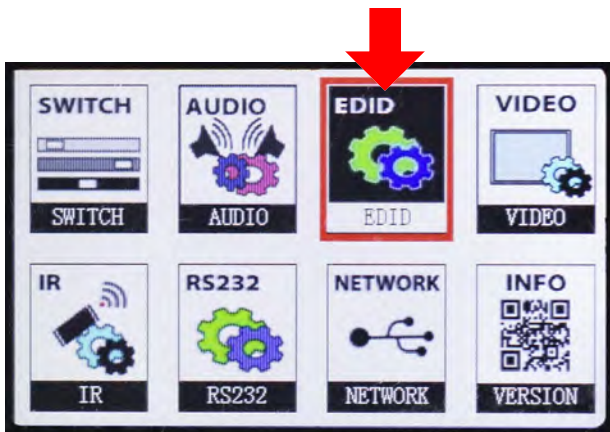 SWITCH AUDIO EDID VIDEO
SWITCH AUDIO EDID VIDEO
IR RS232 NETWORK INFO
IR RS232 NETWORK VERSION